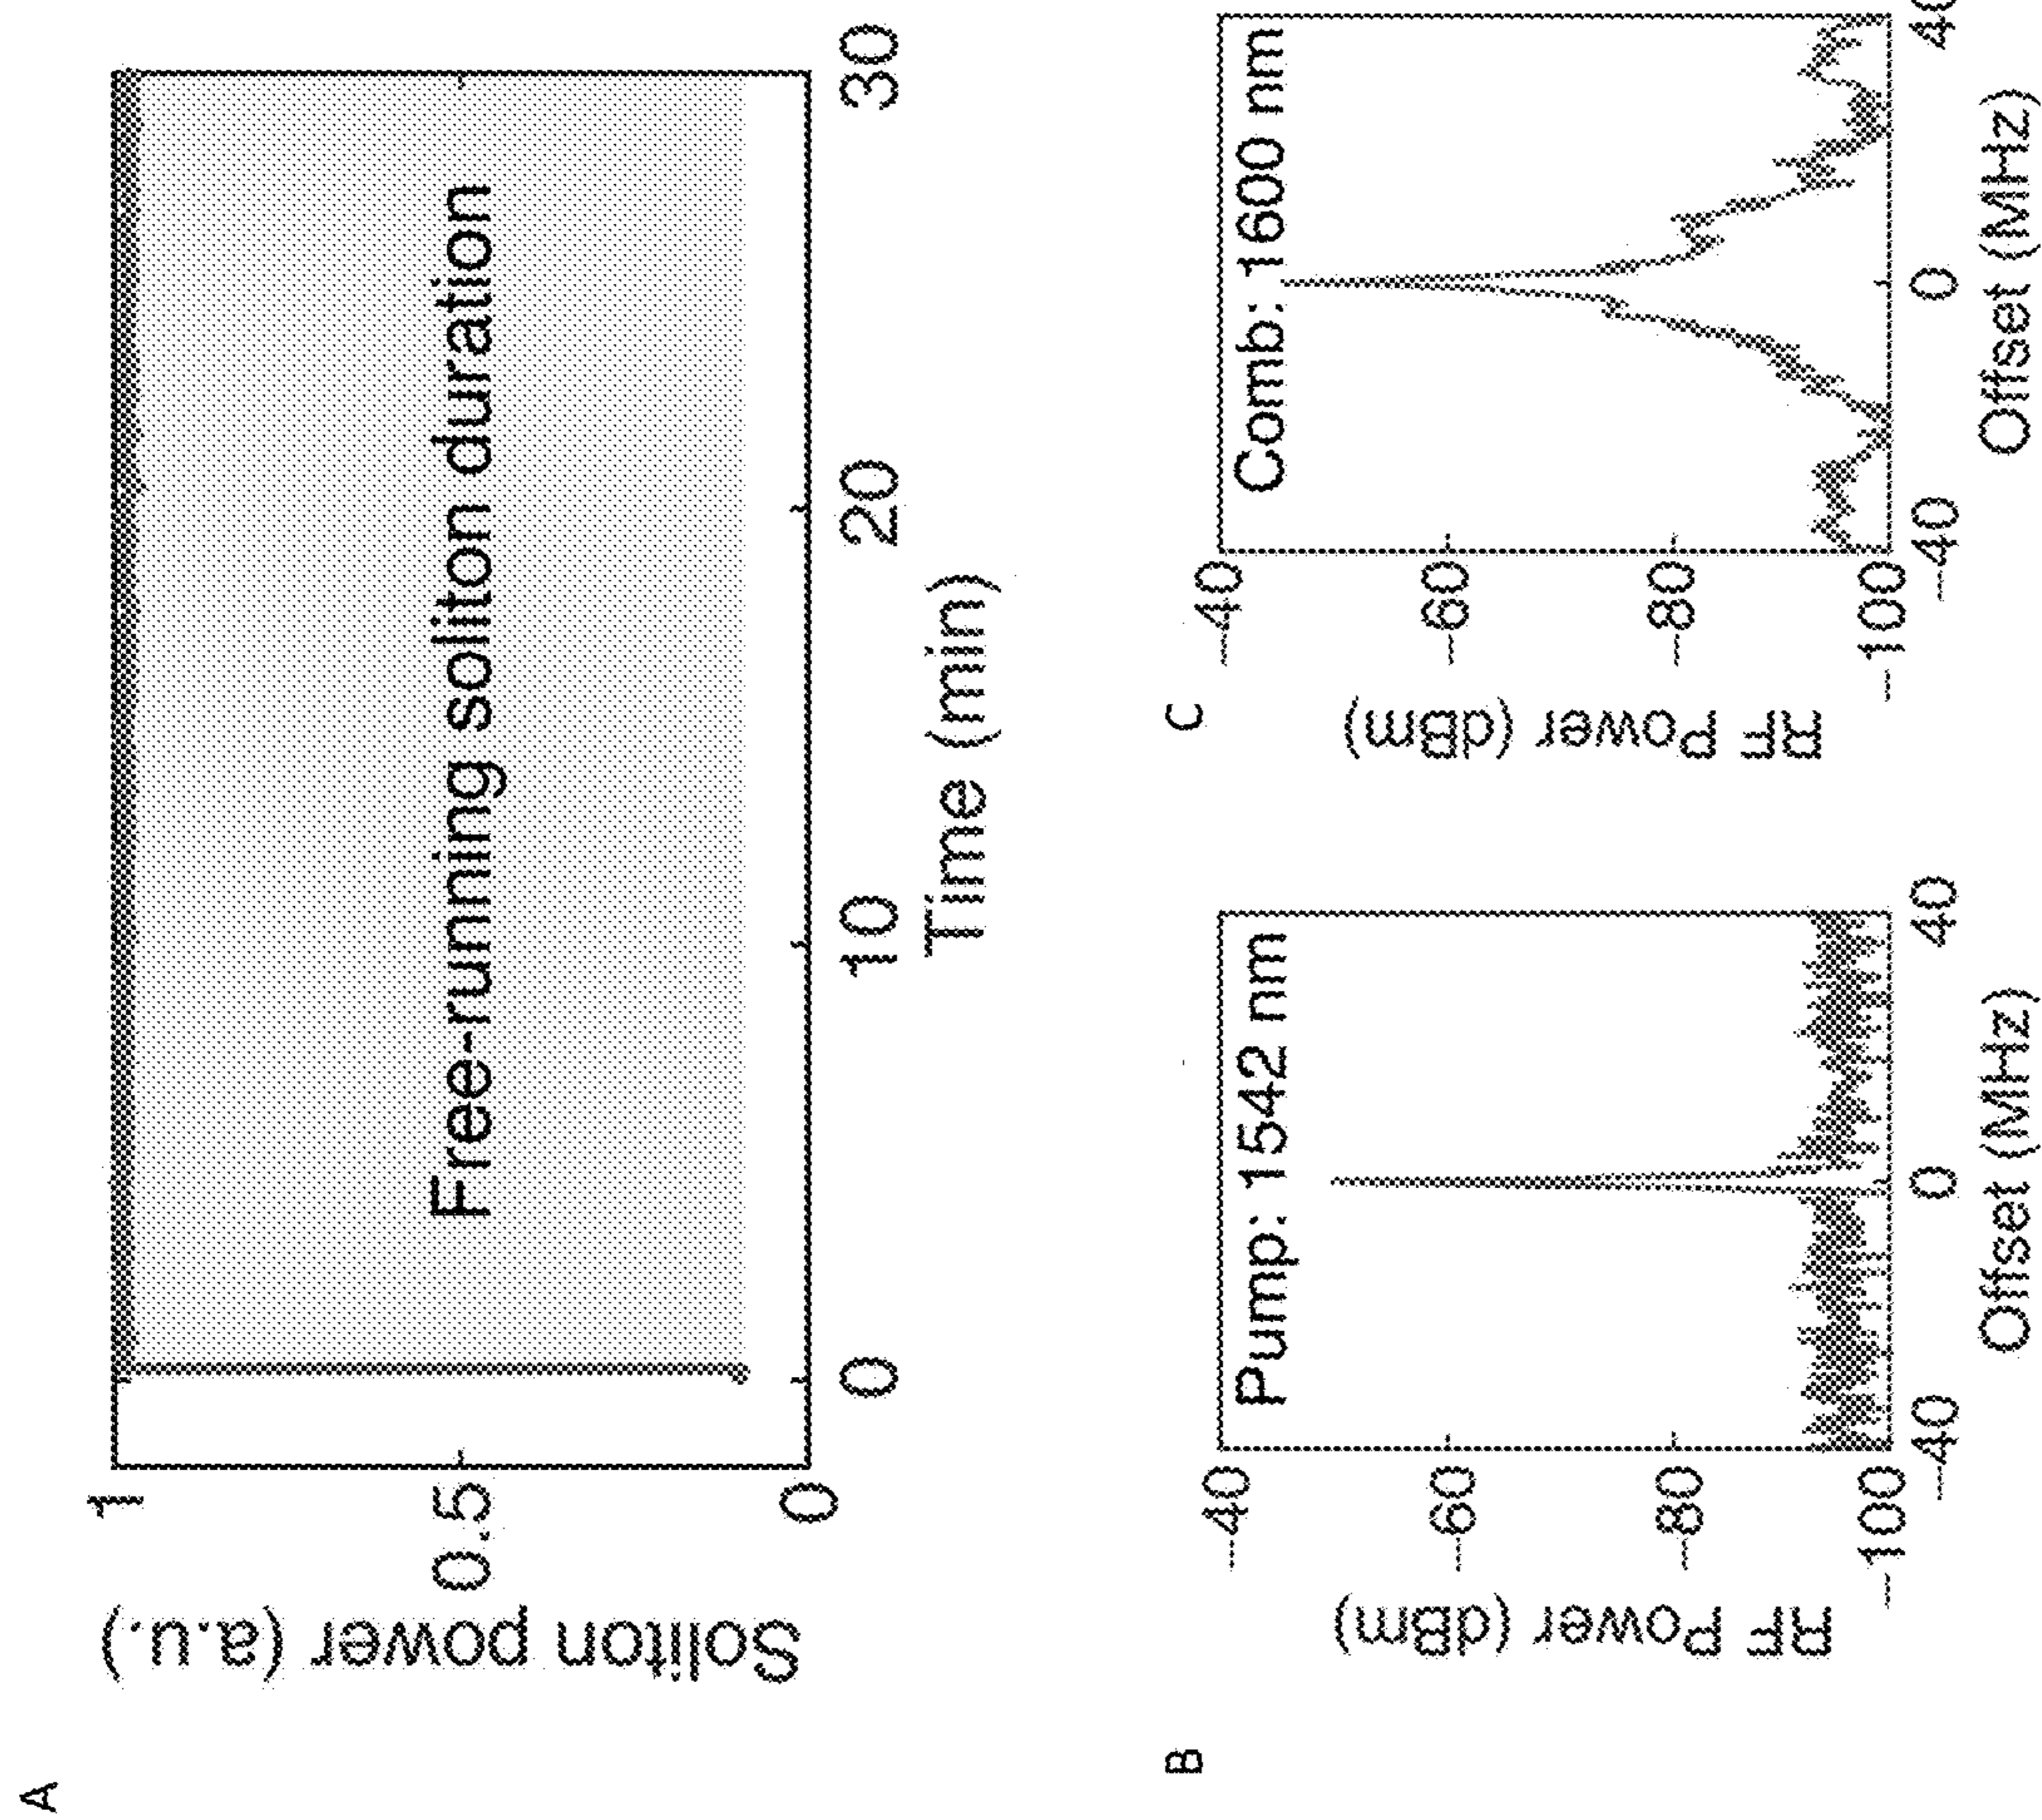 A
Soliton power (a.u.)
1
0.5
0
Free-running soliton duration
0
10
20
30
Time (min)
B
RF Power (dBm)
-40
-60
-80
-100
Pump: 1542 nm
-40
0
40
Offset (MHz)
C
RF Power (dBm)
-40
-60
-80
-100
Comb: 1600 nm
-40
0
40
Offset (MHz)